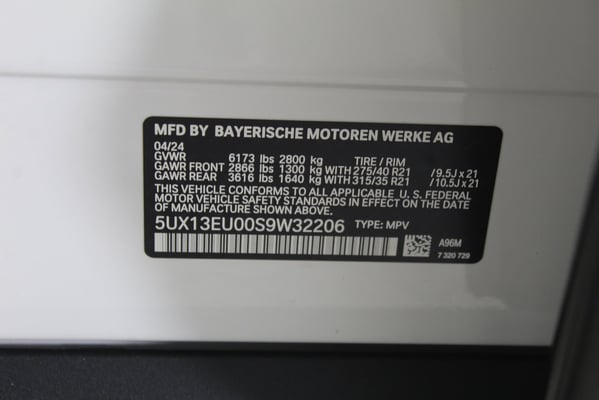 MFD BY BAYERISCHE MOTOREN WERKE AG
04/24
GVWR 6173 lbs 2800 kg TIRE / RIM
GAWR FRONT 2866 lbs 1300 kg WITH 275/40 R21 / 9.5J x 21
GAWR REAR 3616 lbs 1640 kg WITH 315/35 R21 / 10.5J x 21
THIS VEHICLE CONFORMS TO ALL APPLICABLE U. S. FEDERAL
MOTOR VEHICLE SAFETY STANDARDS IN EFFECT ON THE DATE
OF MANUFACTURE SHOWN ABOVE.
5UX13EU00S9W32206 TYPE: MPV
A96M
7 320 729